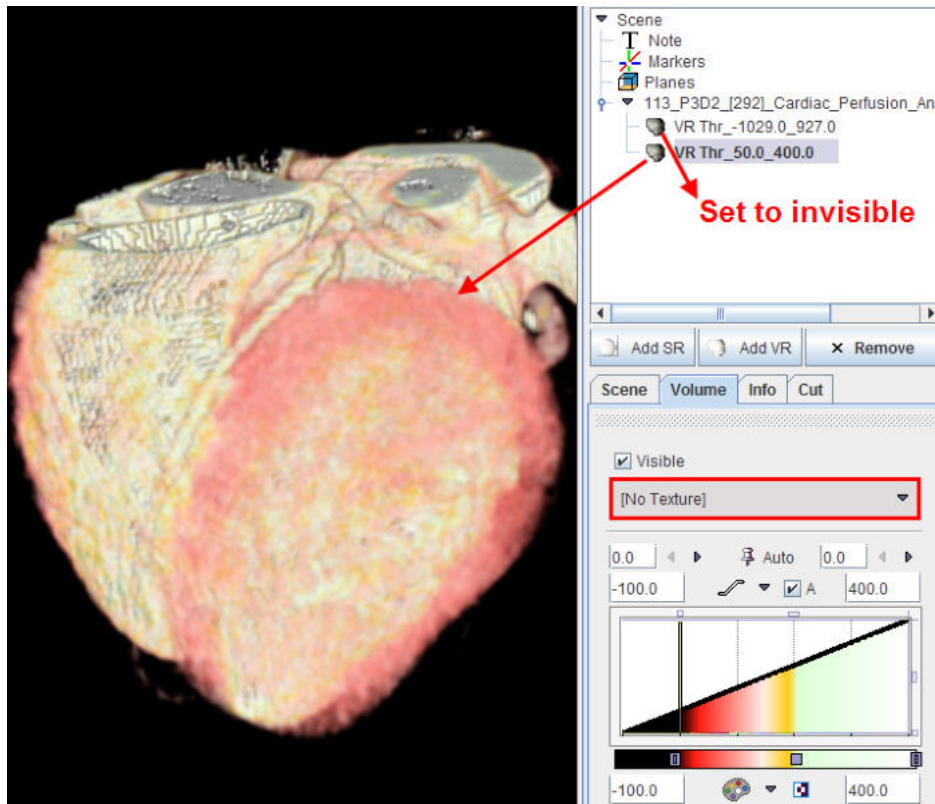 Scene
Note
Markers
Planes
113_P3D2_[292]_Cardiac_Perfusion_An
VR Thr_-1029.0_927.0
VR Thr_50.0_400.0
Set to invisible
Add SR Add VR × Remove
Scene Volume Info Cut
Visible
[No Texture]
0.0 Auto 0.0
-100.0 A 400.0
-100.0 400.0